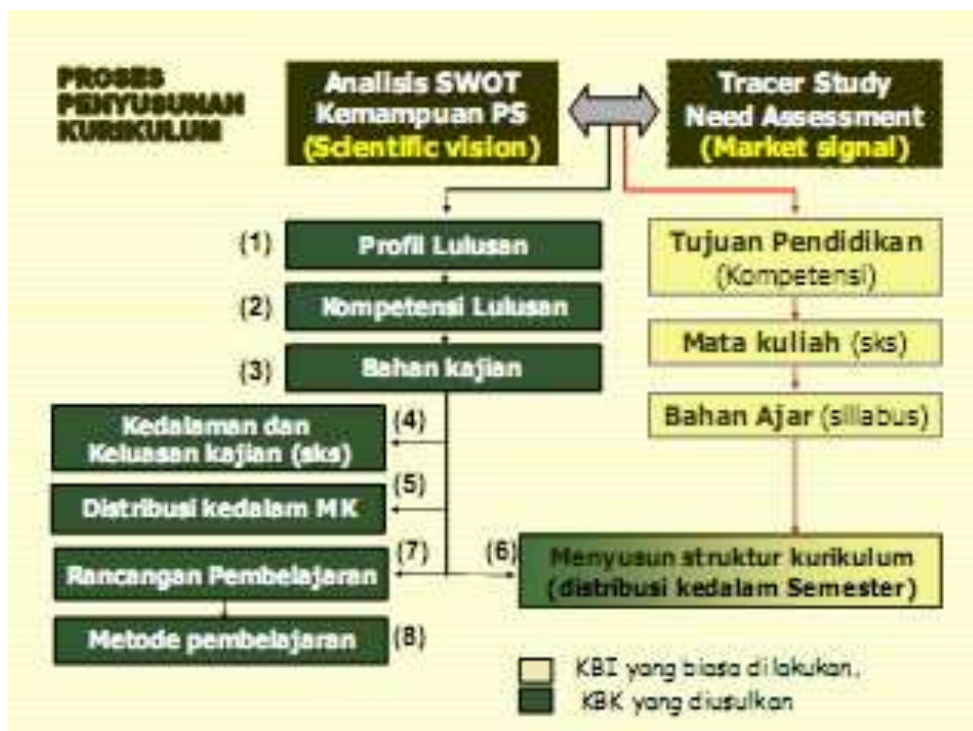 PROSES
PENYUSUNAN
KURIKULUM
Analisis SWOT
Kemampuan PS
(Scientific vision)
Tracer Study
Need Assessment
(Market signal)
(1)
Profil Lulusan
(2)
Kompetensi Lulusan
(3)
Bahan kajian
Tujuan Pendidikan
(Kompetensi)
Mata kuliah (sks)
Bahan Ajar (sillabus)
Kedalaman dan
Keluasan kajian (sks)
(4)
Distribusi kedalam MK
(5)
Rancangan Pembelajaran
(7)
Metode pembelajaran
(8)
(6)
Menyusun struktur kurikulum
(distribusi kedalam Semester)
KBI yang biasa dilakukan.
KBK yang diusulkan